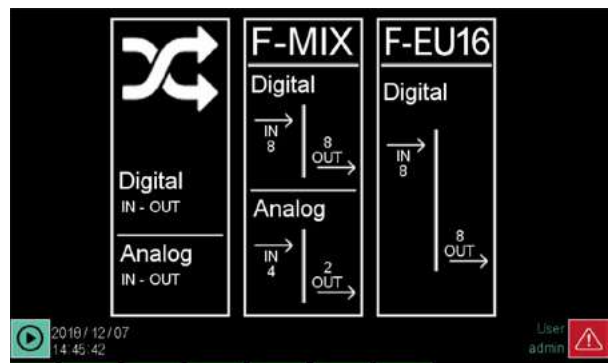 Digital
IN - OUT
Analog
IN - OUT
F-MIX
Digital
IN
8
8
OUT
Analog
IN
4
2
OUT
F-EU16
Digital
IN
8
8
OUT
2018/12/07
14:45:42
User
admin